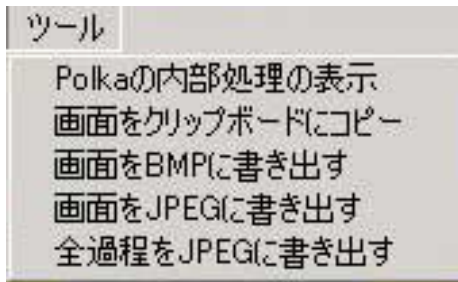 ツール
Polkaの内部処理の表示
画面をクリップボードにコピー
画面をBMPに書き出す
画面をJPEGに書き出す
全過程をJPEGに書き出す